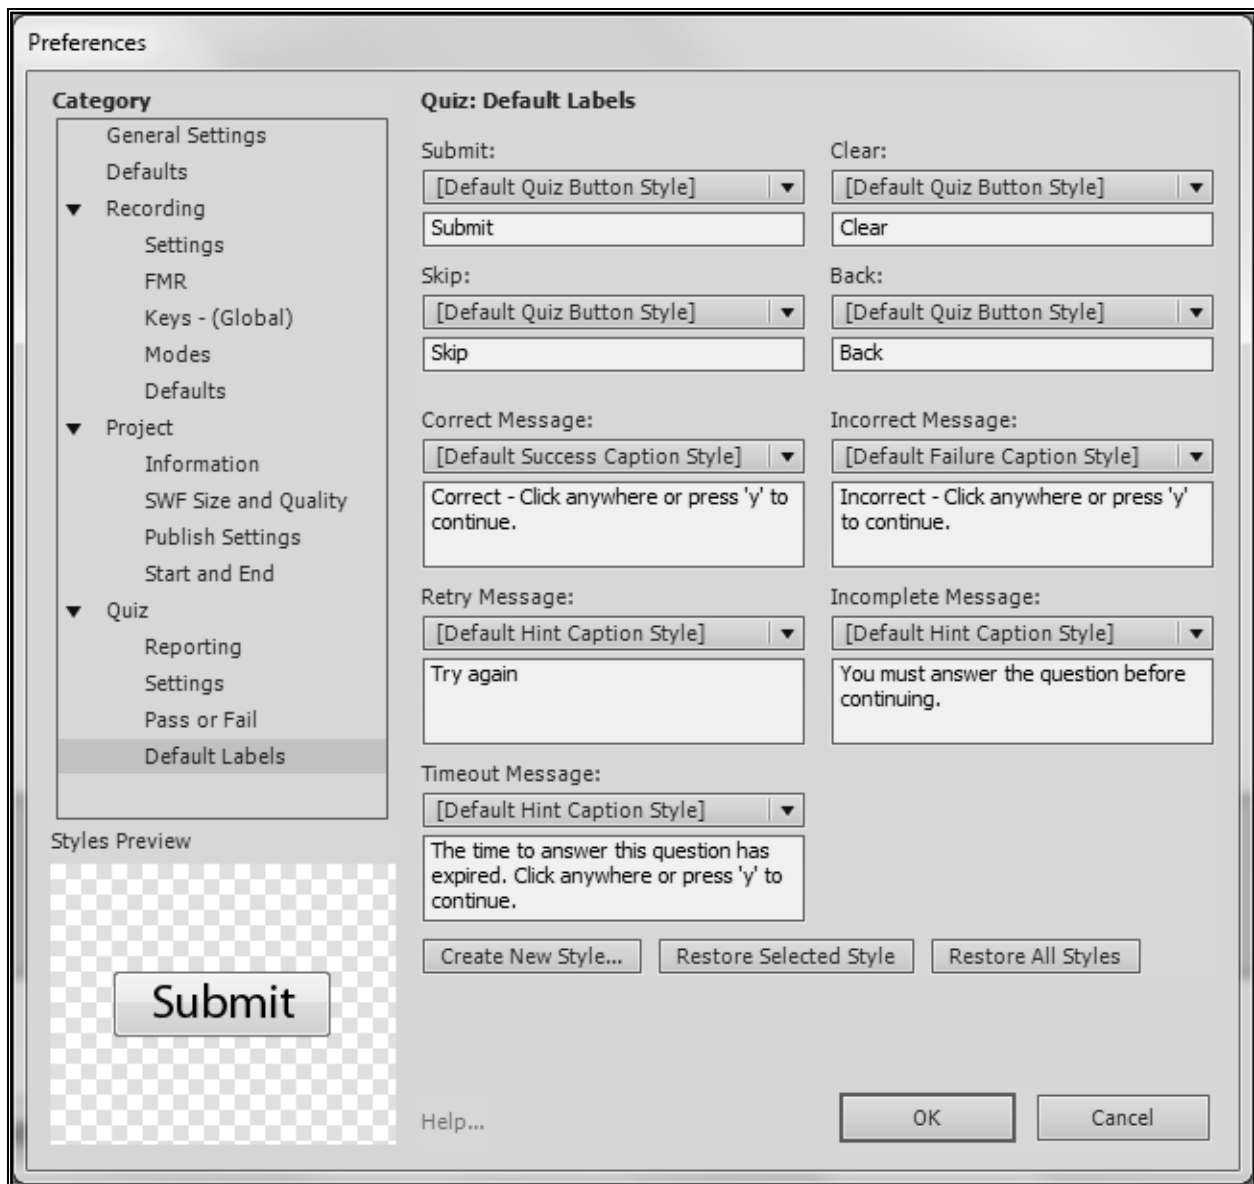 Preferences
Category
General Settings
Defaults
Recording
Settings
FMR
Keys - (Global)
Modes
Defaults
Project
Information
SWF Size and Quality
Publish Settings
Start and End
Quiz
Reporting
Settings
Pass or Fail
Default Labels
Styles Preview
Submit
Quiz: Default Labels
Submit:
[Default Quiz Button Style]
Submit
Clear:
[Default Quiz Button Style]
Clear
Skip:
[Default Quiz Button Style]
Skip
Back:
[Default Quiz Button Style]
Back
Correct Message:
[Default Success Caption Style]
Correct - Click anywhere or press 'y' to
continue.
Incorrect Message:
[Default Failure Caption Style]
Incorrect - Click anywhere or press 'y'
to continue.
Retry Message:
[Default Hint Caption Style]
Try again
Incomplete Message:
[Default Hint Caption Style]
You must answer the question before
continuing.
Timeout Message:
[Default Hint Caption Style]
The time to answer this question has
expired. Click anywhere or press 'y' to
continue.
Create New Style...
Restore Selected Style
Restore All Styles
Help...
OK
Cancel